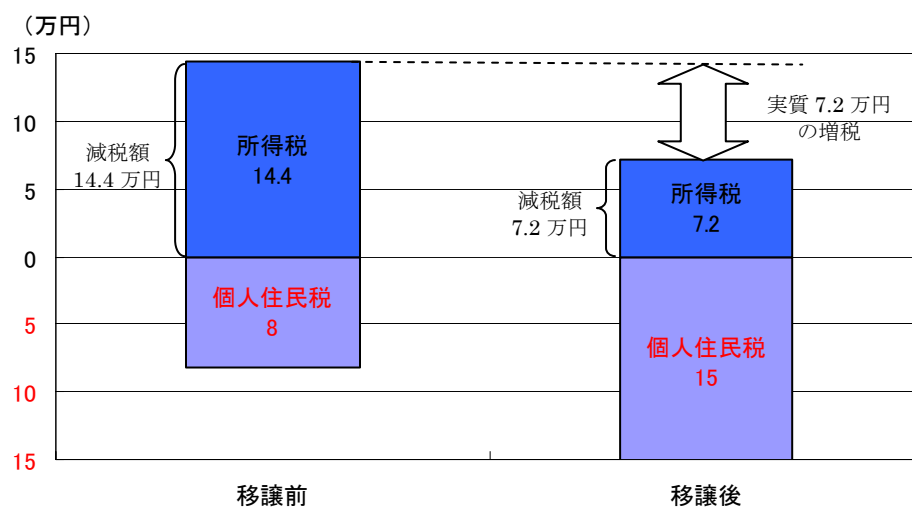 （万円）
15
10
5
0
5
10
15
減税額
14.4 万円
所得税
14.4
個人住民税
8
実質 7.2 万円
の増税
減税額
7.2 万円
所得税
7.2
個人住民税
15
移譲前
移譲後